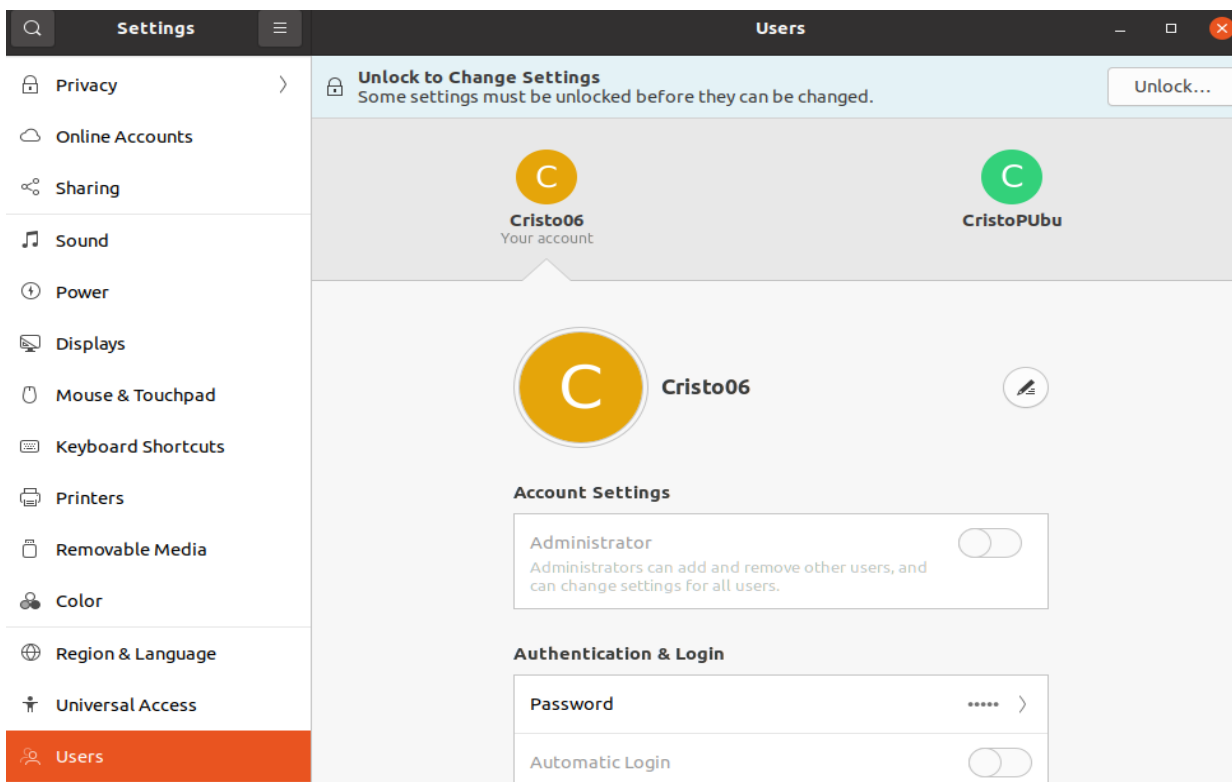 Settings
Users
Privacy
Online Accounts
Sharing
Sound
Power
Displays
Mouse & Touchpad
Keyboard Shortcuts
Printers
Removable Media
Color
Region & Language
Universal Access
Users
Unlock to Change Settings
Some settings must be unlocked before they can be changed.
Unlock...
C
Cristo06
Your account
C
CristoPUbu
C
Cristo06
Account Settings
Administrator
Administrators can add and remove other users, and
can change settings for all users.
Authentication & Login
Password
•••••
Automatic Login